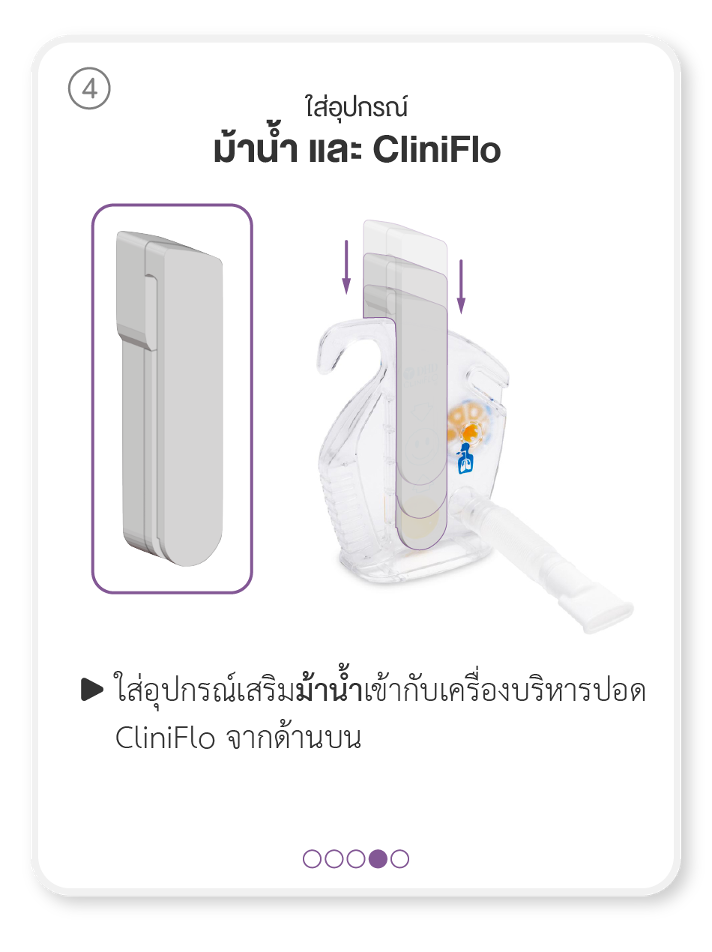 4
ใส่อุปกรณ์
ม้าน้ำ และ CliniFlo
ใส่อุปกรณ์เสริมม้าน้ำเข้ากับเครื่องบริหารปอด
CliniFlo จากด้านบน